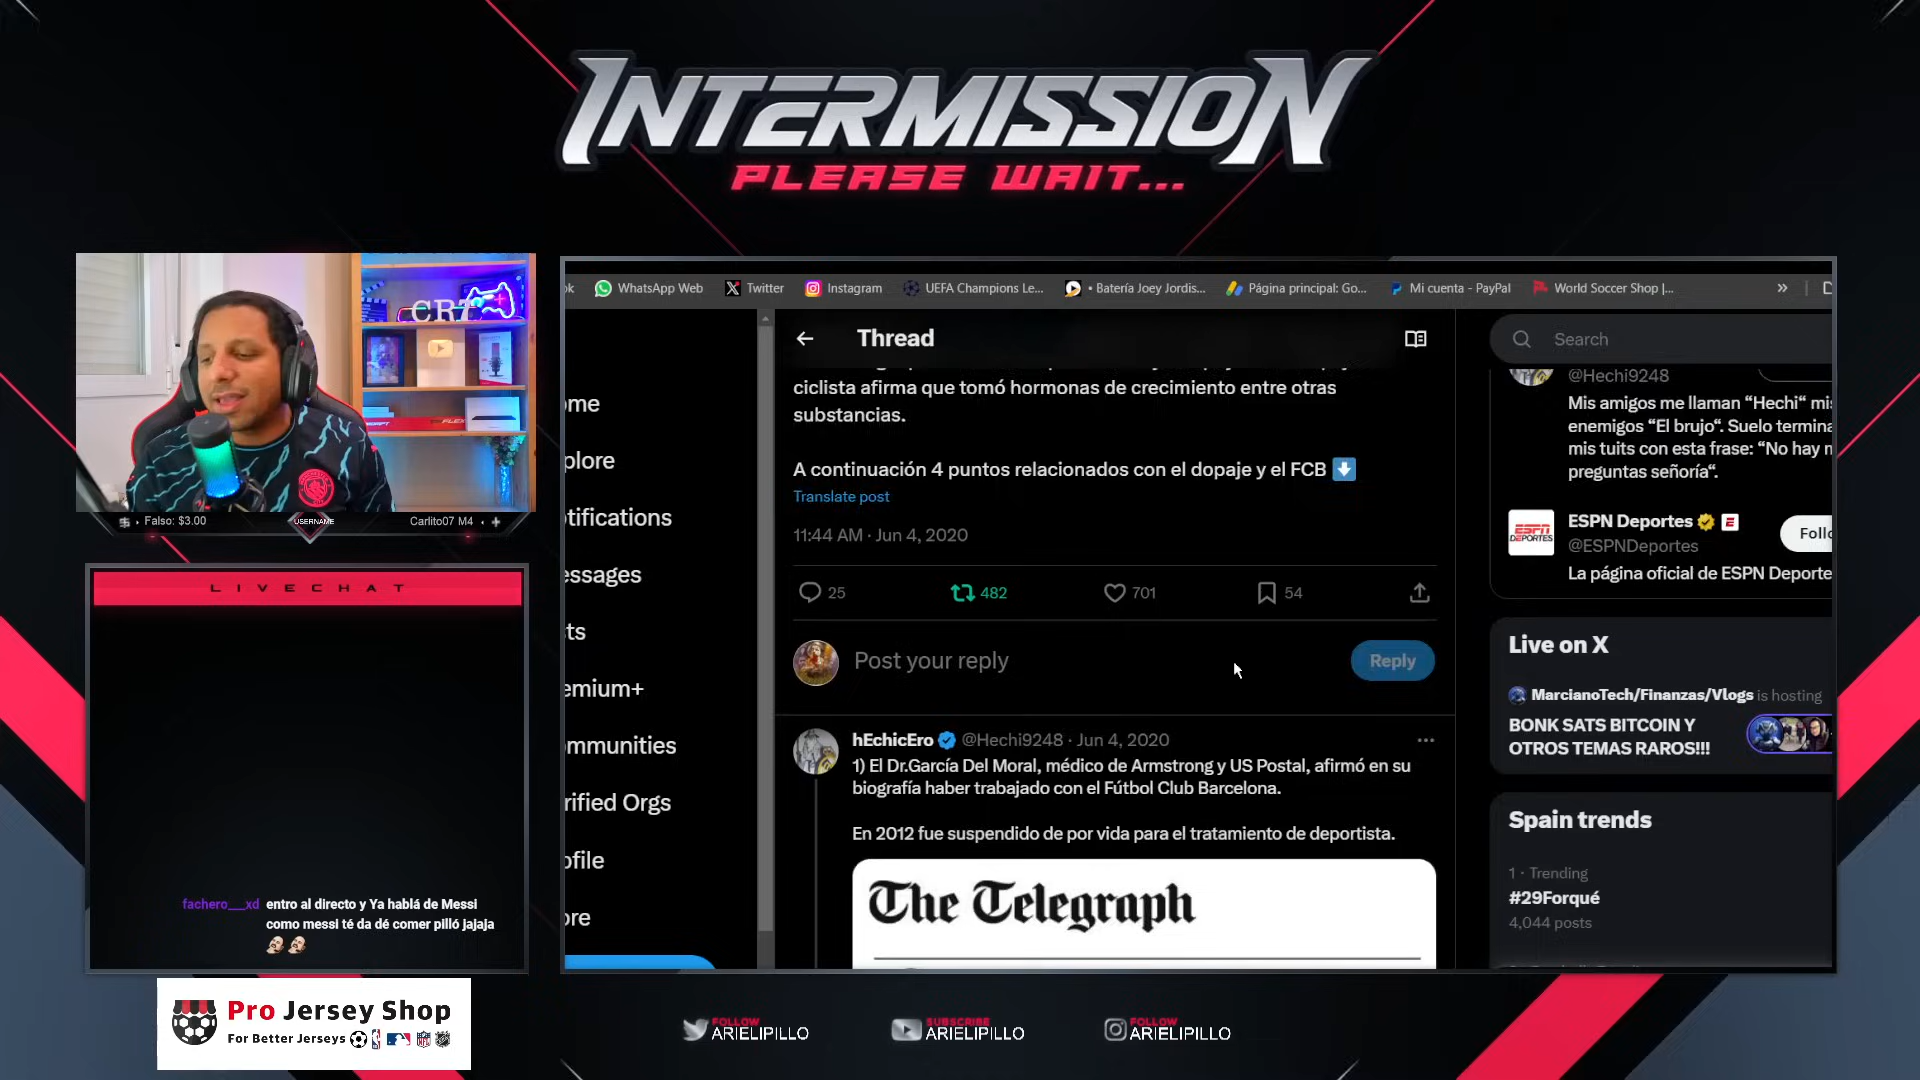 INTERMISSION
PLEASE WAIT...
WhatsApp Web
Twitter
Instagram
UEFA Champions Le...
• Batería Joey Jordis...
Página principal: Go...
Mi cuenta - PayPal
World Soccer Shop |...
Thread
Search
ciclista afirma que tomó hormonas de crecimiento entre otras
substancias.
A continuación 4 puntos relacionados con el dopaje y el FCB
Translate post
11:44 AM · Jun 4, 2020
25
482
701
54
Post your reply
Reply
hEchicEro @Hechi9248 · Jun 4, 2020
1) El Dr.García Del Moral, médico de Armstrong y US Postal, afirmó en su
biografía haber trabajado con el Fútbol Club Barcelona.
En 2012 fue suspendido de por vida para el tratamiento de deportista.
The Telegraph
ome
plore
tifications
essages
ts
emium+
mmunities
rified Orgs
ofile
ore
@Hechi9248
Mis amigos me llaman “Hechi“ mi
enemigos “El brujo“. Suelo termina
mis tuits con esta frase: “No hay
preguntas señoría“.
ESPN Deportes
@ESPNDeportes
Follo
La página oficial de ESPN Deporte
Live on X
MarcianoTech/Finanzas/Vlogs is hosting
BONK SATS BITCOIN Y
OTROS TEMAS RAROS!!!
Spain trends
1 · Trending
#29Forqué
4,044 posts
CRT
Falso: $3.00
USERNAME
Carlito07 M4
LIVECHAT
fachero__xd entro al directo y Ya hablá de Messi
como messi té da dé comer pilló jajaja
Pro Jersey Shop
For Better Jerseys
FOLLOW
ARIELIPILLO
SUBSCRIBE
ARIELIPILLO
FOLLOW
ARIELIPILLO